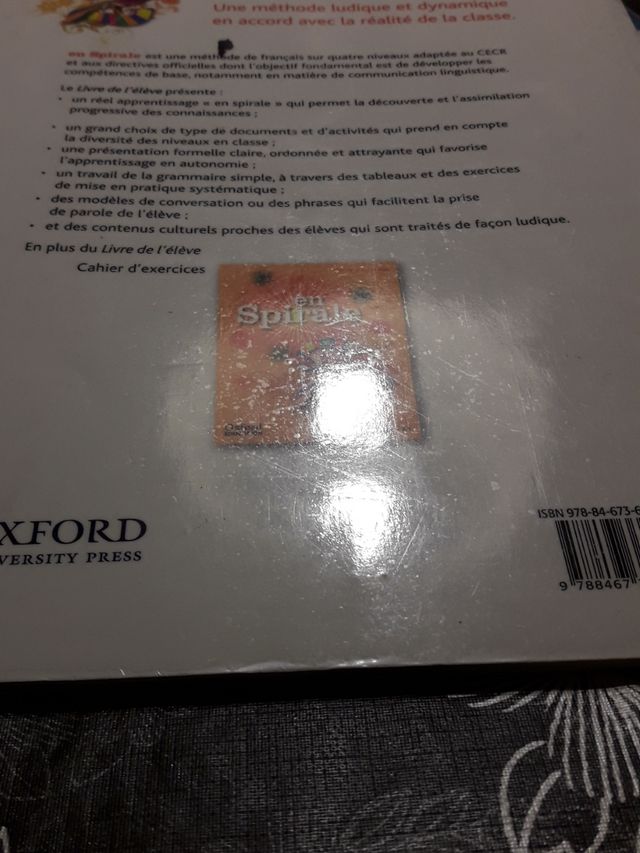 Une méthode ludique et dynamique
en accord avec la réalité de la classe.
en Spirale est une méthode de français sur quatre niveaux adaptée au CECR
et aux directives officielles dont l'objectif fondamental est de développer les
compétences de base, notamment en matière de communication linguistique.
Le Livre de l'élève présente :
• un réel apprentissage « en spirale » qui permet la découverte et l'assimilation
progressive des connaissances ;
• un grand choix de type de documents et d'activités qui prend en compte
la diversité des niveaux en classe ;
• une présentation formelle claire, ordonnée et attrayante qui favorise
l'apprentissage en autonomie ;
• un travail de la grammaire simple, à travers des tableaux et des exercices
de mise en pratique systématique ;
• des modèles de conversation ou des phrases qui facilitent la prise
de parole de l'élève ;
• et des contenus culturels proches des élèves qui sont traités de façon ludique.
En plus du Livre de l'élève
Cahier d'exercices
en
Spirale
Oxford
EDUCATION
XFORD
VERSITY PRESS
ISBN 978-84-673-6
9 788467